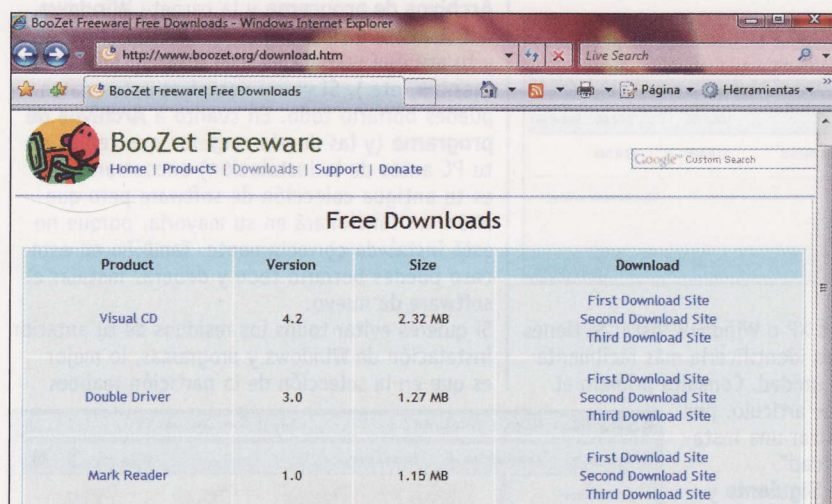 BooZet Freeware| Free Downloads - Windows Internet Explorer
http://www.boozet.org/download.htm
Live Search
BooZet Freeware| Free Downloads
Página
Herramientas
BooZet Freeware
Home | Products | Downloads | Support | Donate
Google™ Custom Search
Free Downloads
Product Version Size Download
First Download Site
Visual CD 4.2 2.32 MB Second Download Site
Third Download Site
First Download Site
Double Driver 3.0 1.27 MB Second Download Site
Third Download Site
First Download Site
Mark Reader 1.0 1.15 MB Second Download Site
Third Download Site